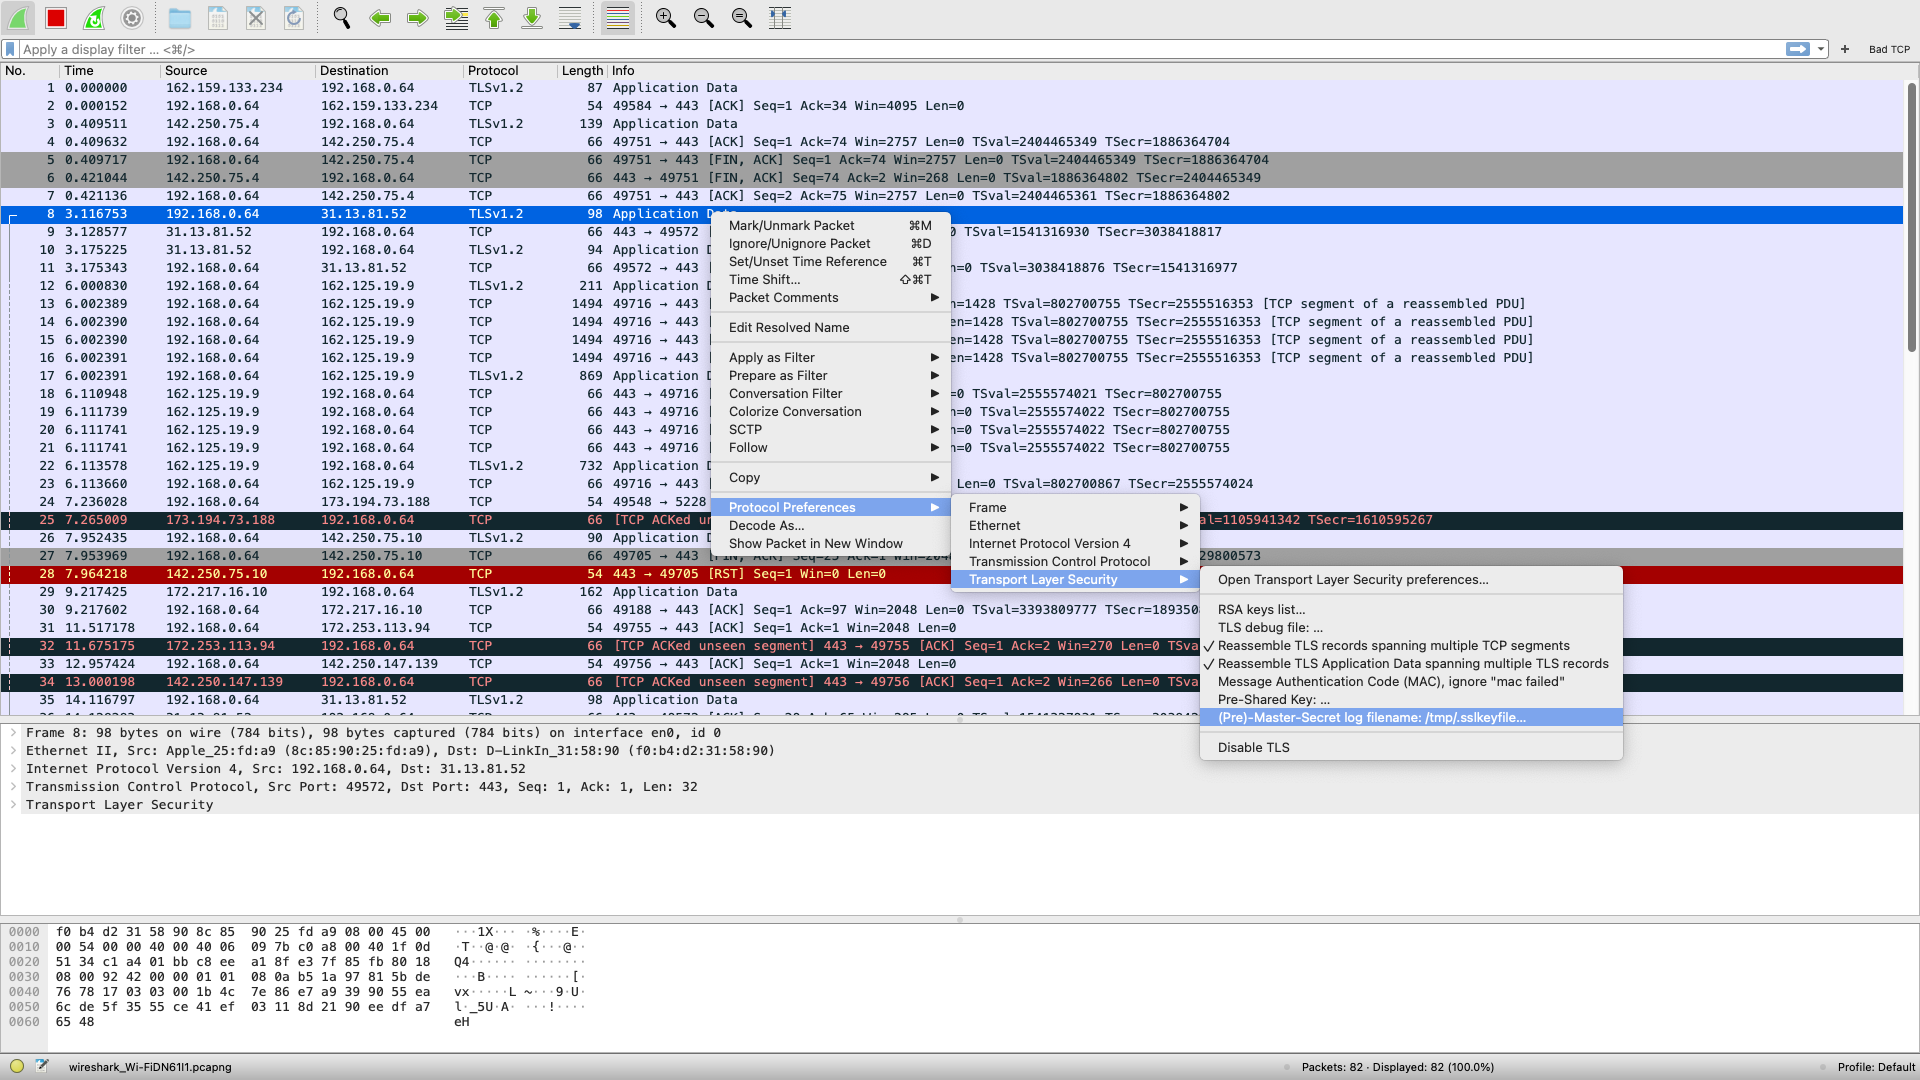 Apply a display filter ... <⌘/>
Bad TCP
No. Time Source Destination Protocol Length Info
1 0.000000 162.159.133.234 192.168.0.64 TLSv1.2 87 Application Data
2 0.000152 192.168.0.64 162.159.133.234 TCP 54 49584 → 443 [ACK] Seq=1 Ack=34 Win=4095 Len=0
3 0.409511 142.250.75.4 192.168.0.64 TLSv1.2 139 Application Data
4 0.409632 192.168.0.64 142.250.75.4 TCP 66 49751 → 443 [ACK] Seq=1 Ack=74 Win=2757 Len=0 TSval=2404465349 TSecr=1886364704
5 0.409717 192.168.0.64 142.250.75.4 TCP 66 49751 → 443 [FIN, ACK] Seq=1 Ack=74 Win=2757 Len=0 TSval=2404465349 TSecr=1886364704
6 0.421044 142.250.75.4 192.168.0.64 TCP 66 443 → 49751 [FIN, ACK] Seq=74 Ack=2 Win=268 Len=0 TSval=1886364802 TSecr=2404465349
7 0.421136 192.168.0.64 142.250.75.4 TCP 66 49751 → 443 [ACK] Seq=2 Ack=75 Win=2757 Len=0 TSval=2404465361 TSecr=1886364802
8 3.116753 192.168.0.64 31.13.81.52 TLSv1.2 98 Application
9 3.128577 31.13.81.52 192.168.0.64 TCP 66 443 → 49572 TSval=1541316930 TSecr=3038418817
10 3.175225 31.13.81.52 192.168.0.64 TLSv1.2 94 Application
11 3.175343 192.168.0.64 31.13.81.52 TCP 66 49572 → 443 n=0 TSval=3038418876 TSecr=1541316977
12 6.000830 192.168.0.64 162.125.19.9 TLSv1.2 211 Application
13 6.002389 192.168.0.64 162.125.19.9 TCP 1494 49716 → 443 n=1428 TSval=802700755 TSecr=2555516353 [TCP segment of a reassembled PDU]
14 6.002390 192.168.0.64 162.125.19.9 TCP 1494 49716 → 443 en=1428 TSval=802700755 TSecr=2555516353 [TCP segment of a reassembled PDU]
15 6.002390 192.168.0.64 162.125.19.9 TCP 1494 49716 → 443 en=1428 TSval=802700755 TSecr=2555516353 [TCP segment of a reassembled PDU]
16 6.002391 192.168.0.64 162.125.19.9 TCP 1494 49716 → 443 en=1428 TSval=802700755 TSecr=2555516353 [TCP segment of a reassembled PDU]
17 6.002391 192.168.0.64 162.125.19.9 TLSv1.2 869 Application
18 6.110948 162.125.19.9 192.168.0.64 TCP 66 443 → 49716 n=0 TSval=2555574021 TSecr=802700755
19 6.111739 162.125.19.9 192.168.0.64 TCP 66 443 → 49716 n=0 TSval=2555574022 TSecr=802700755
20 6.111741 162.125.19.9 192.168.0.64 TCP 66 443 → 49716 n=0 TSval=2555574022 TSecr=802700755
21 6.111741 162.125.19.9 192.168.0.64 TCP 66 443 → 49716 n=0 TSval=2555574022 TSecr=802700755
22 6.113578 162.125.19.9 192.168.0.64 TLSv1.2 732 Application
23 6.113660 192.168.0.64 162.125.19.9 TCP 66 49716 → 443 Len=0 TSval=802700867 TSecr=2555574024
24 7.236028 192.168.0.64 173.194.73.188 TCP 54 49548 → 5228
25 7.265009 173.194.73.188 192.168.0.64 TCP 66 [TCP ACKed un al=1105941342 TSecr=1610595267
26 7.952435 192.168.0.64 142.250.75.10 TLSv1.2 90 Application
27 7.953969 192.168.0.64 142.250.75.10 TCP 66 49705 → 443 [FIN, ACK] Seq=25 Ack=1 Win=2048 29800573
28 7.964218 142.250.75.10 192.168.0.64 TCP 54 443 → 49705 [RST] Seq=1 Win=0 Len=0
29 9.217425 172.217.16.10 192.168.0.64 TLSv1.2 162 Application Data
30 9.217602 192.168.0.64 172.217.16.10 TCP 66 49188 → 443 [ACK] Seq=1 Ack=97 Win=2048 Len=0 TSval=3393809777 TSecr=189350
31 11.517178 192.168.0.64 172.253.113.94 TCP 54 49755 → 443 [ACK] Seq=1 Ack=1 Win=2048 Len=0
32 11.675175 172.253.113.94 192.168.0.64 TCP 66 [TCP ACKed unseen segment] 443 → 49755 [ACK] Seq=1 Ack=2 Win=270 Len=0 TSva
33 12.957424 192.168.0.64 142.250.147.139 TCP 54 49756 → 443 [ACK] Seq=1 Ack=1 Win=2048 Len=0
34 13.000198 142.250.147.139 192.168.0.64 TCP 66 [TCP ACKed unseen segment] 443 → 49756 [ACK] Seq=1 Ack=2 Win=266 Len=0 TSva
35 14.116797 192.168.0.64 31.13.81.52 TLSv1.2 98 Application Data
Mark/Unmark Packet ⌘M
Ignore/Unignore Packet ⌘D
Set/Unset Time Reference ⌘T
Time Shift... ⇧⌘T
Packet Comments
Edit Resolved Name
Apply as Filter
Prepare as Filter
Conversation Filter
Colorize Conversation
SCTP
Follow
Copy
Protocol Preferences
Decode As...
Show Packet in New Window
Frame
Ethernet
Internet Protocol Version 4
Transmission Control Protocol
Transport Layer Security
Open Transport Layer Security preferences...
RSA keys list...
TLS debug file: ...
✓ Reassemble TLS records spanning multiple TCP segments
✓ Reassemble TLS Application Data spanning multiple TLS records
Message Authentication Code (MAC), ignore "mac failed"
Pre-Shared Key: ...
(Pre)-Master-Secret log filename: /tmp/.sslkeyfile...
Disable TLS
Frame 8: 98 bytes on wire (784 bits), 98 bytes captured (784 bits) on interface en0, id 0
Ethernet II, Src: Apple_25:fd:a9 (8c:85:90:25:fd:a9), Dst: D-LinkIn_31:58:90 (f0:b4:d2:31:58:90)
Internet Protocol Version 4, Src: 192.168.0.64, Dst: 31.13.81.52
Transmission Control Protocol, Src Port: 49572, Dst Port: 443, Seq: 1, Ack: 1, Len: 32
Transport Layer Security
0000 f0 b4 d2 31 58 90 8c 85 90 25 fd a9 08 00 45 00 ···1X··· ·%····E·
0010 00 54 00 00 40 00 40 06 09 7b c0 a8 00 40 1f 0d ·T··@·@· ·{···@··
0020 51 34 c1 a4 01 bb c8 ee a1 8f e3 7f 85 fb 80 18 Q4······ ········
0030 08 00 92 42 00 00 01 01 08 0a b5 1a 97 81 5b de ···B···· ······[·
0040 76 78 17 03 03 00 1b 4c 7e 86 e7 a9 39 90 55 ea vx·····L ~···9·U·
0050 6c de 5f 35 55 ce 41 ef 03 11 8d 21 90 ee df a7 l·_5U·A· ···!····
0060 65 48 eH
wireshark_Wi-FiDN61I1.pcapng
Packets: 82 · Displayed: 82 (100.0%)
Profile: Default